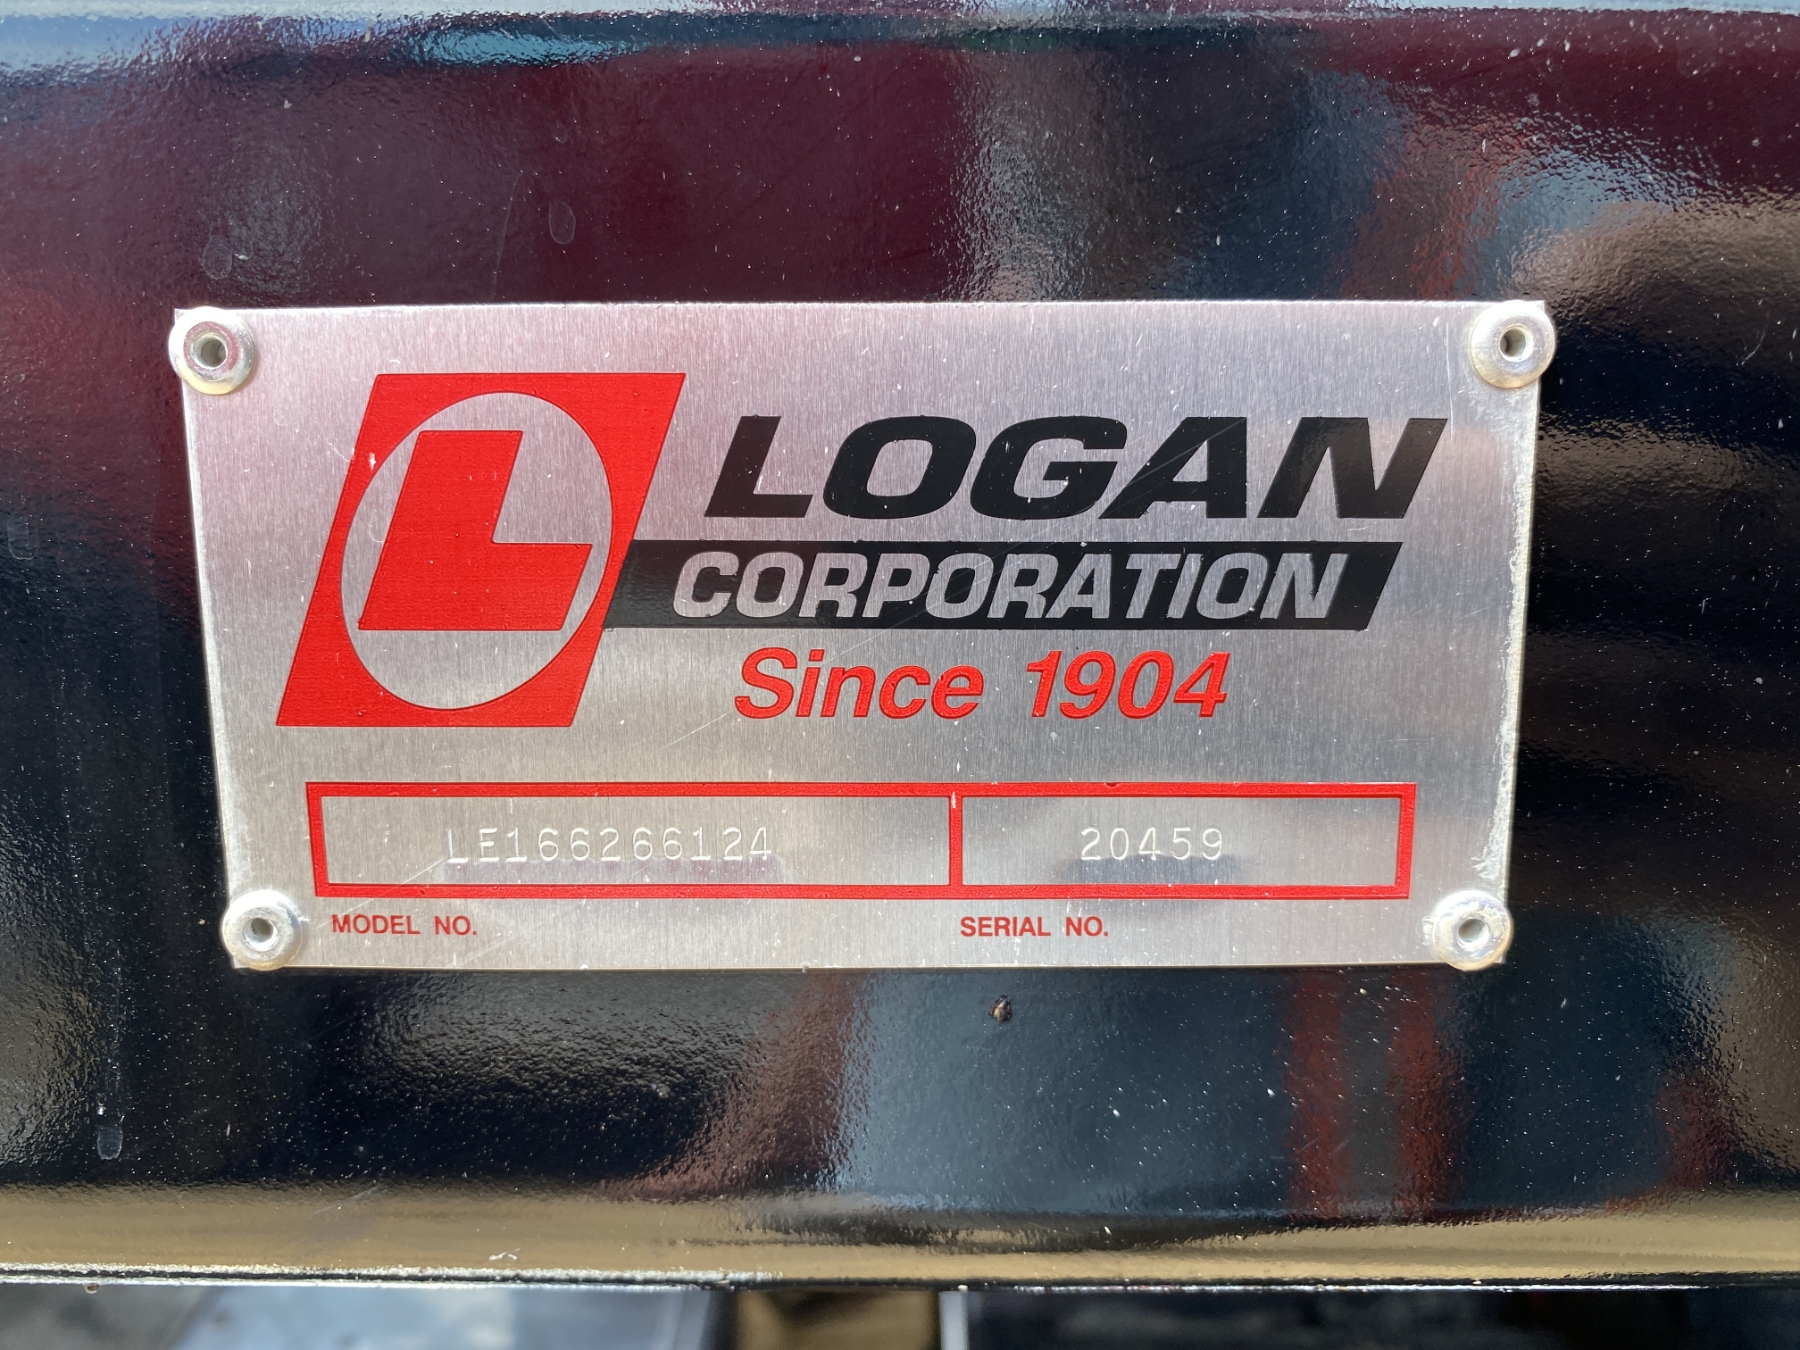 L
LOGAN
CORPORATION
Since 1904
LE166266124
20459
MODEL NO.
SERIAL NO.